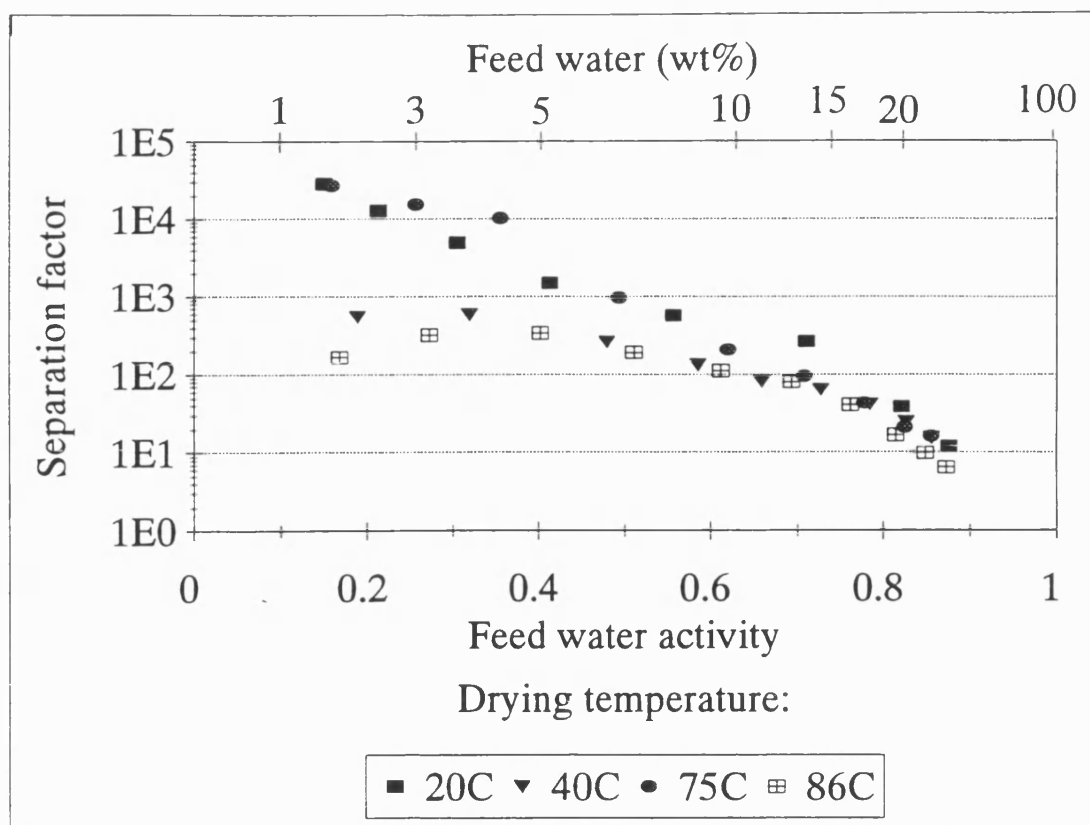 Feed water (wt%)
1 3 5 10 15 20 100
1E5
1E4
1E3
1E2
1E1
1E0
Separation factor
0 0.2 0.4 0.6 0.8 1
Feed water activity
Drying temperature:
20C 40C 75C 86C